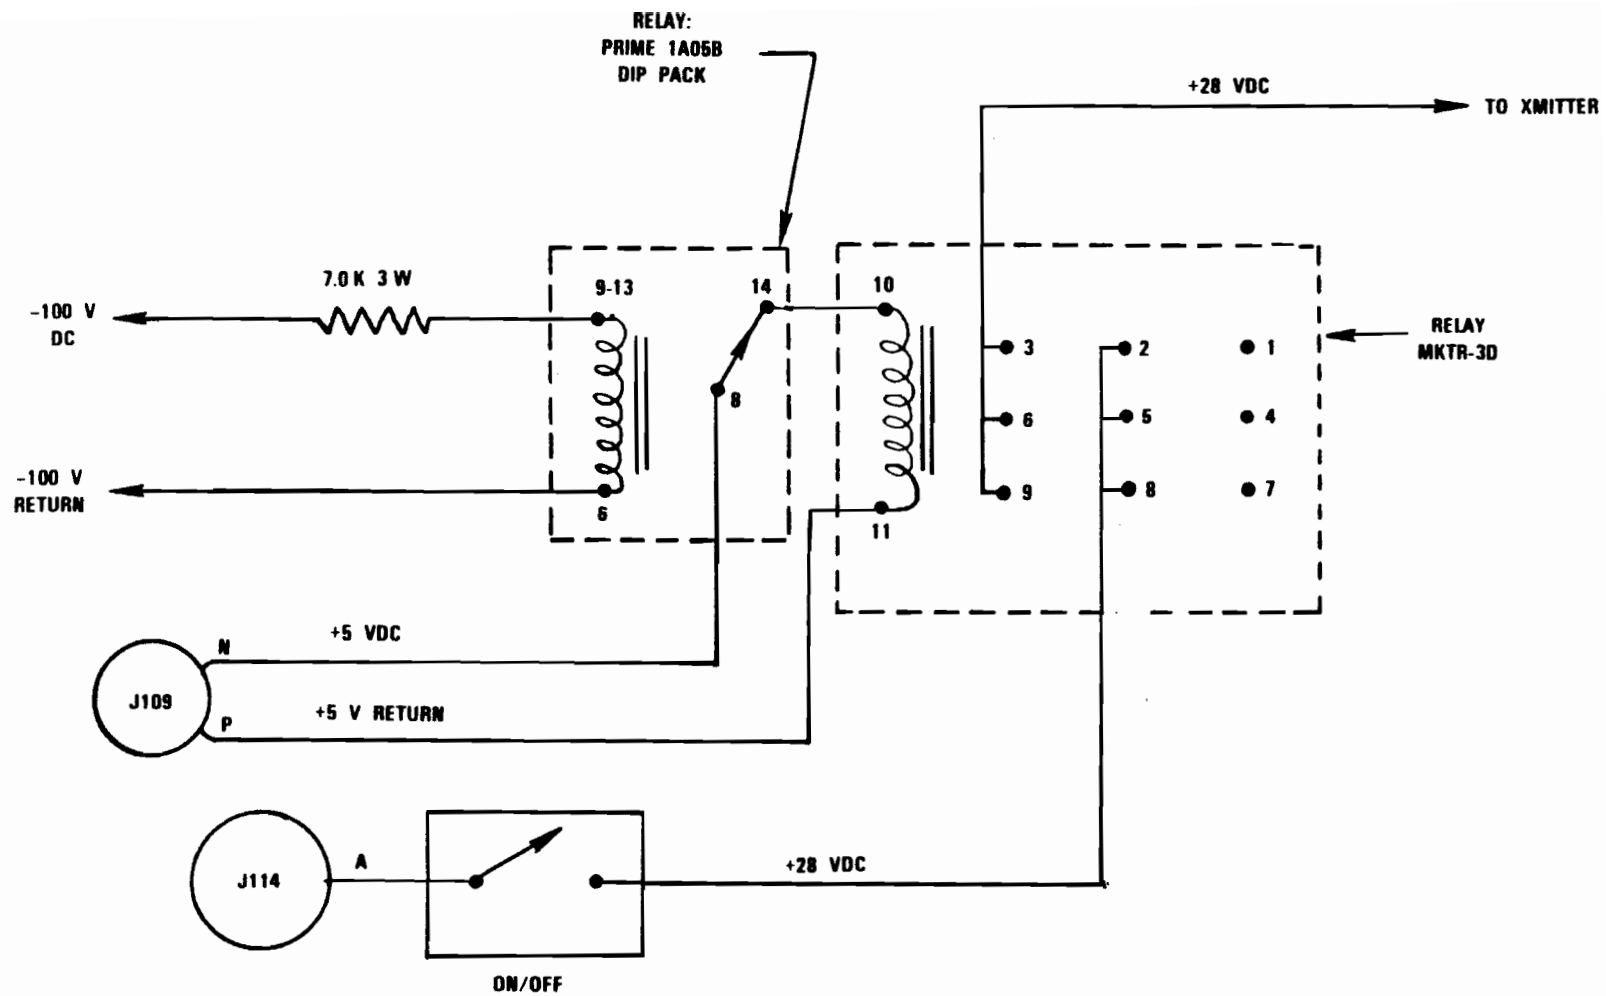 RELAY:
PRIME 1A05B
DIP PACK
+28 VDC
TO XMITTER
7.0K 3W
9-13
14
10
-100 V
DC
RELAY
MKTR-3D
3
2
1
8
6
5
4
-100 V
RETURN
9
8
7
6
11
N
+5 VDC
J109
P
+5 V RETURN
A
J114
+28 VDC
ON/OFF